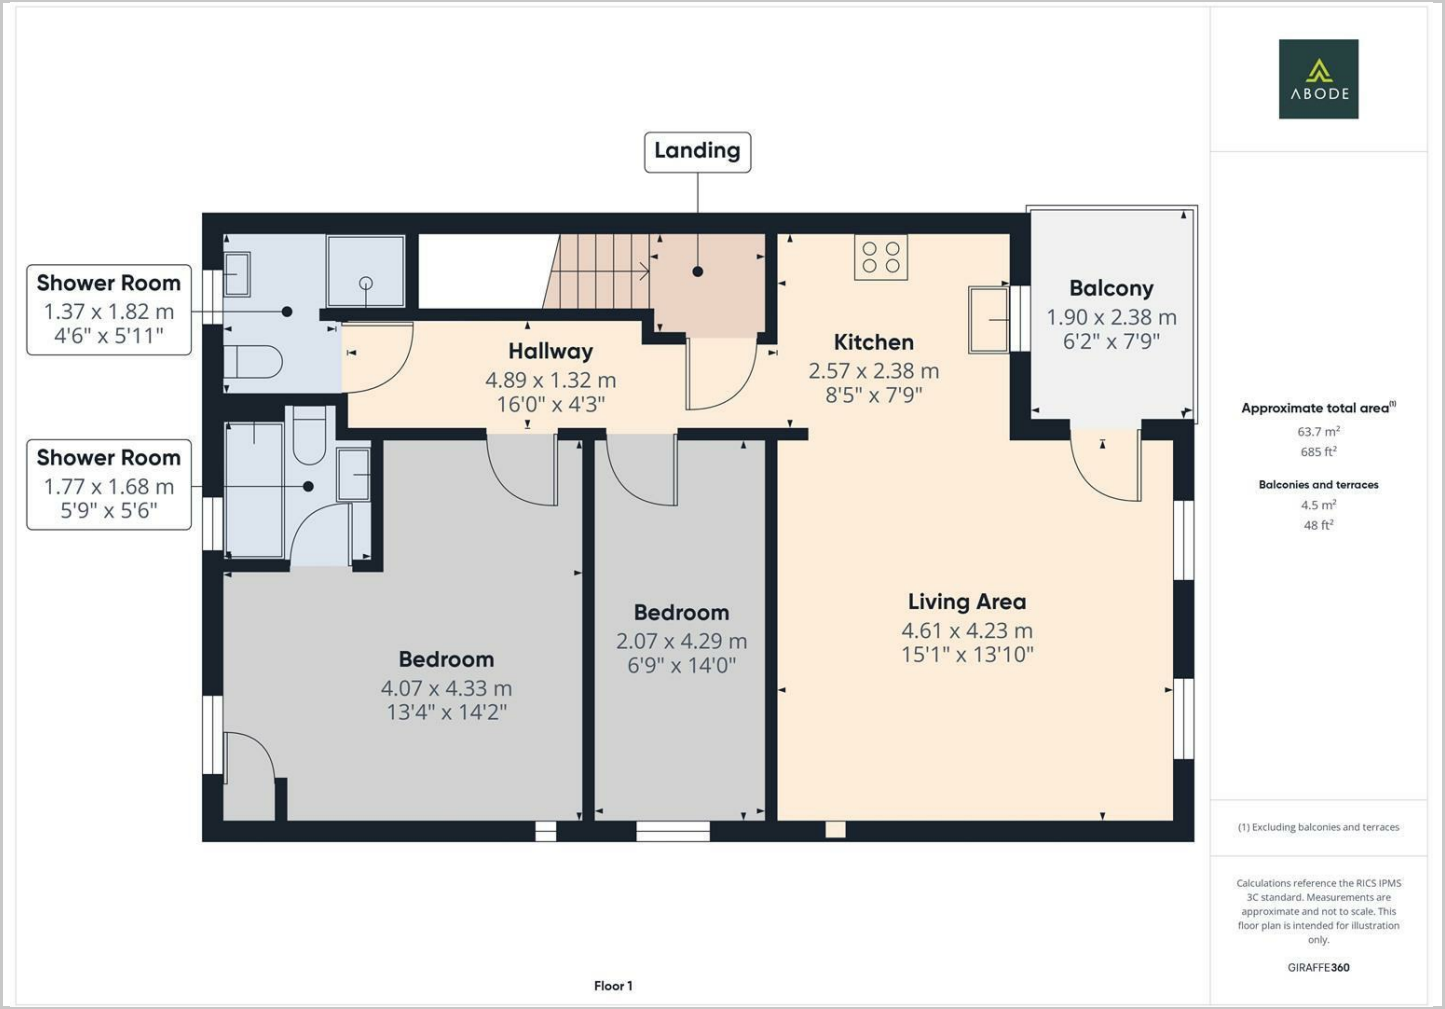 ABODE
Landing
Shower Room
1.37 x 1.82 m
4'6" x 5'11"
Hallway
4.89 x 1.32 m
16'0" x 4'3"
Kitchen
2.57 x 2.38 m
8'5" x 7'9"
Balcony
1.90 x 2.38 m
6'2" x 7'9"
Shower Room
1.77 x 1.68 m
5'9" x 5'6"
Bedroom
4.07 x 4.33 m
13'4" x 14'2"
Bedroom
2.07 x 4.29 m
6'9" x 14'0"
Living Area
4.61 x 4.23 m
15'1" x 13'10"
Approximate total area(1)
63.7 m²
685 ft²
Balconies and terraces
4.5 m²
48 ft²
(1) Excluding balconies and terraces
Calculations reference the RICS IPMS
3C standard. Measurements are
approximate and not to scale. This
floor plan is intended for illustration
only.
GIRAFFE360
Floor 1